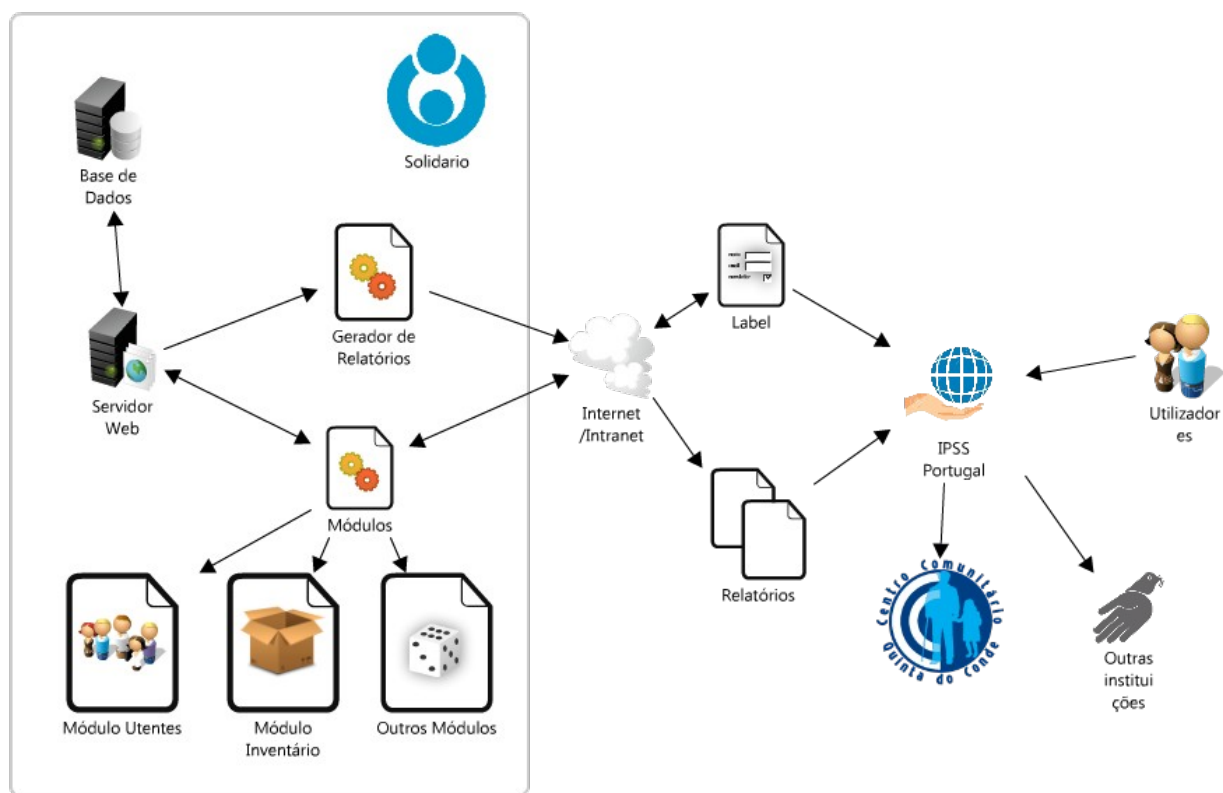 Solidario
Base de
Dados
Gerador de
Relatórios
Label
Servidor
Web
Internet
/Intranet
IPSS
Portugal
Utilizador
es
Módulos
Relatórios
Centro Comunitário
Quinta do Conde
Outras
institui
ções
Módulo Utentes
Módulo
Inventário
Outros Módulos